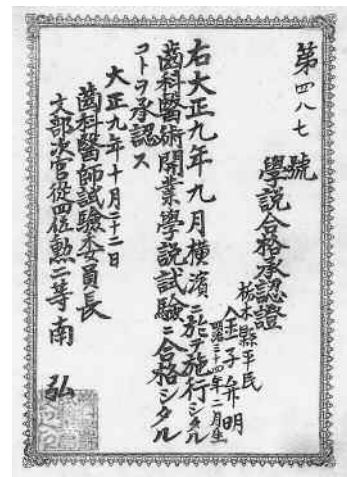 第四八七號
學說合格承認證
栃木縣平民
金子弁明
明治二十四年二月生
右大正九年九月橫濱ニ於テ施行シタル
齒科醫術開業學說試驗ニ合格シタル
コトヲ承認ス
大正九年十月二十二日
齒科醫師試驗委員長
文部次官從四位勲二等南 弘